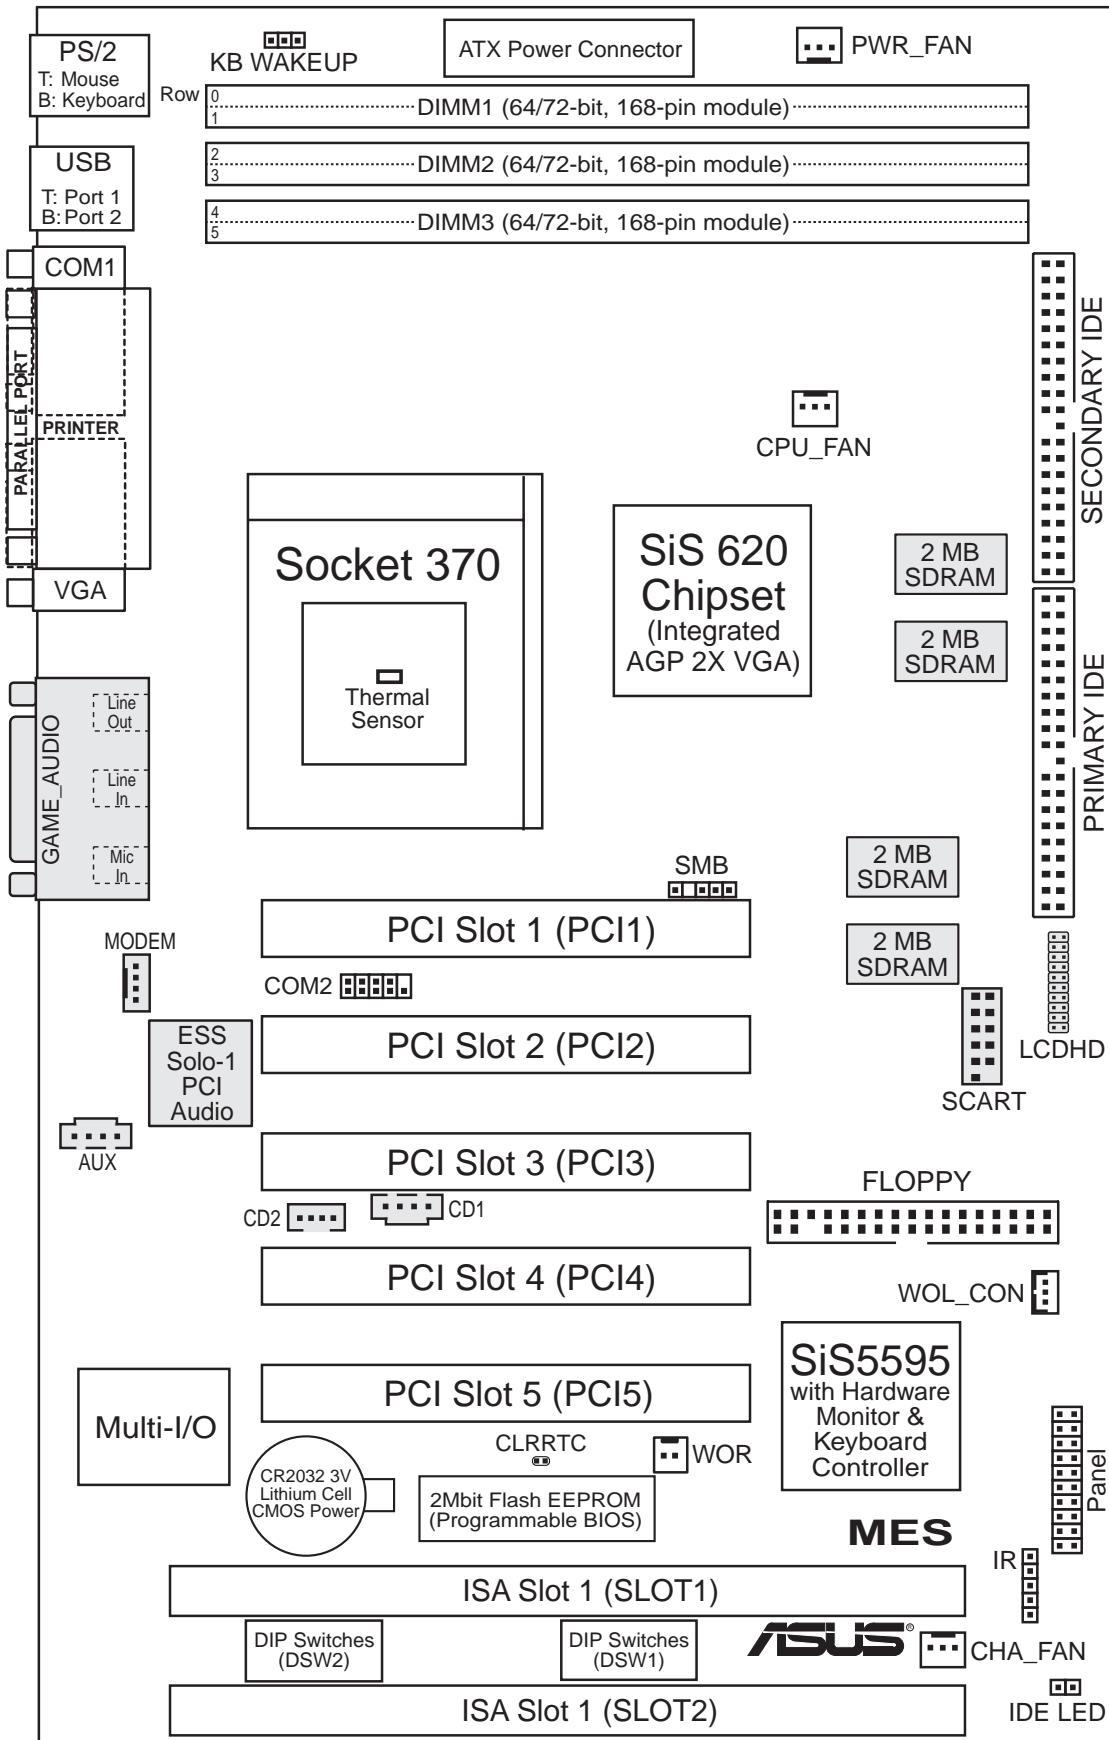 PS/2
T: Mouse
B: Keyboard
KB WAKEUP
ATX Power Connector
PWR_FAN
Row
0
1
DIMM1 (64/72-bit, 168-pin module)
2
3
DIMM2 (64/72-bit, 168-pin module)
4
5
DIMM3 (64/72-bit, 168-pin module)
USB
T: Port 1
B: Port 2
COM1
PARALLEL PORT
PRINTER
VGA
SECONDARY IDE
CPU_FAN
Socket 370
Thermal
Sensor
SiS 620
Chipset
(Integrated
AGP 2X VGA)
2 MB
SDRAM
2 MB
SDRAM
PRIMARY IDE
GAME_AUDIO
Line
Out
Line
In
Mic
In
SMB
2 MB
SDRAM
2 MB
SDRAM
PCI Slot 1 (PCI1)
MODEM
COM2
PCI Slot 2 (PCI2)
ESS
Solo-1
PCI
Audio
LCDHD
SCART
AUX
PCI Slot 3 (PCI3)
CD2
CD1
FLOPPY
PCI Slot 4 (PCI4)
WOL_CON
SiS5595
with Hardware
Monitor &
Keyboard
Controller
PCI Slot 5 (PCI5)
Multi-I/O
CLRRTC
WOR
CR2032 3V
Lithium Cell
CMOS Power
2Mbit Flash EEPROM
(Programmable BIOS)
Panel
MES
IR
ISA Slot 1 (SLOT1)
DIP Switches
(DSW2)
DIP Switches
(DSW1)
ASUS®
CHA_FAN
ISA Slot 1 (SLOT2)
IDE LED